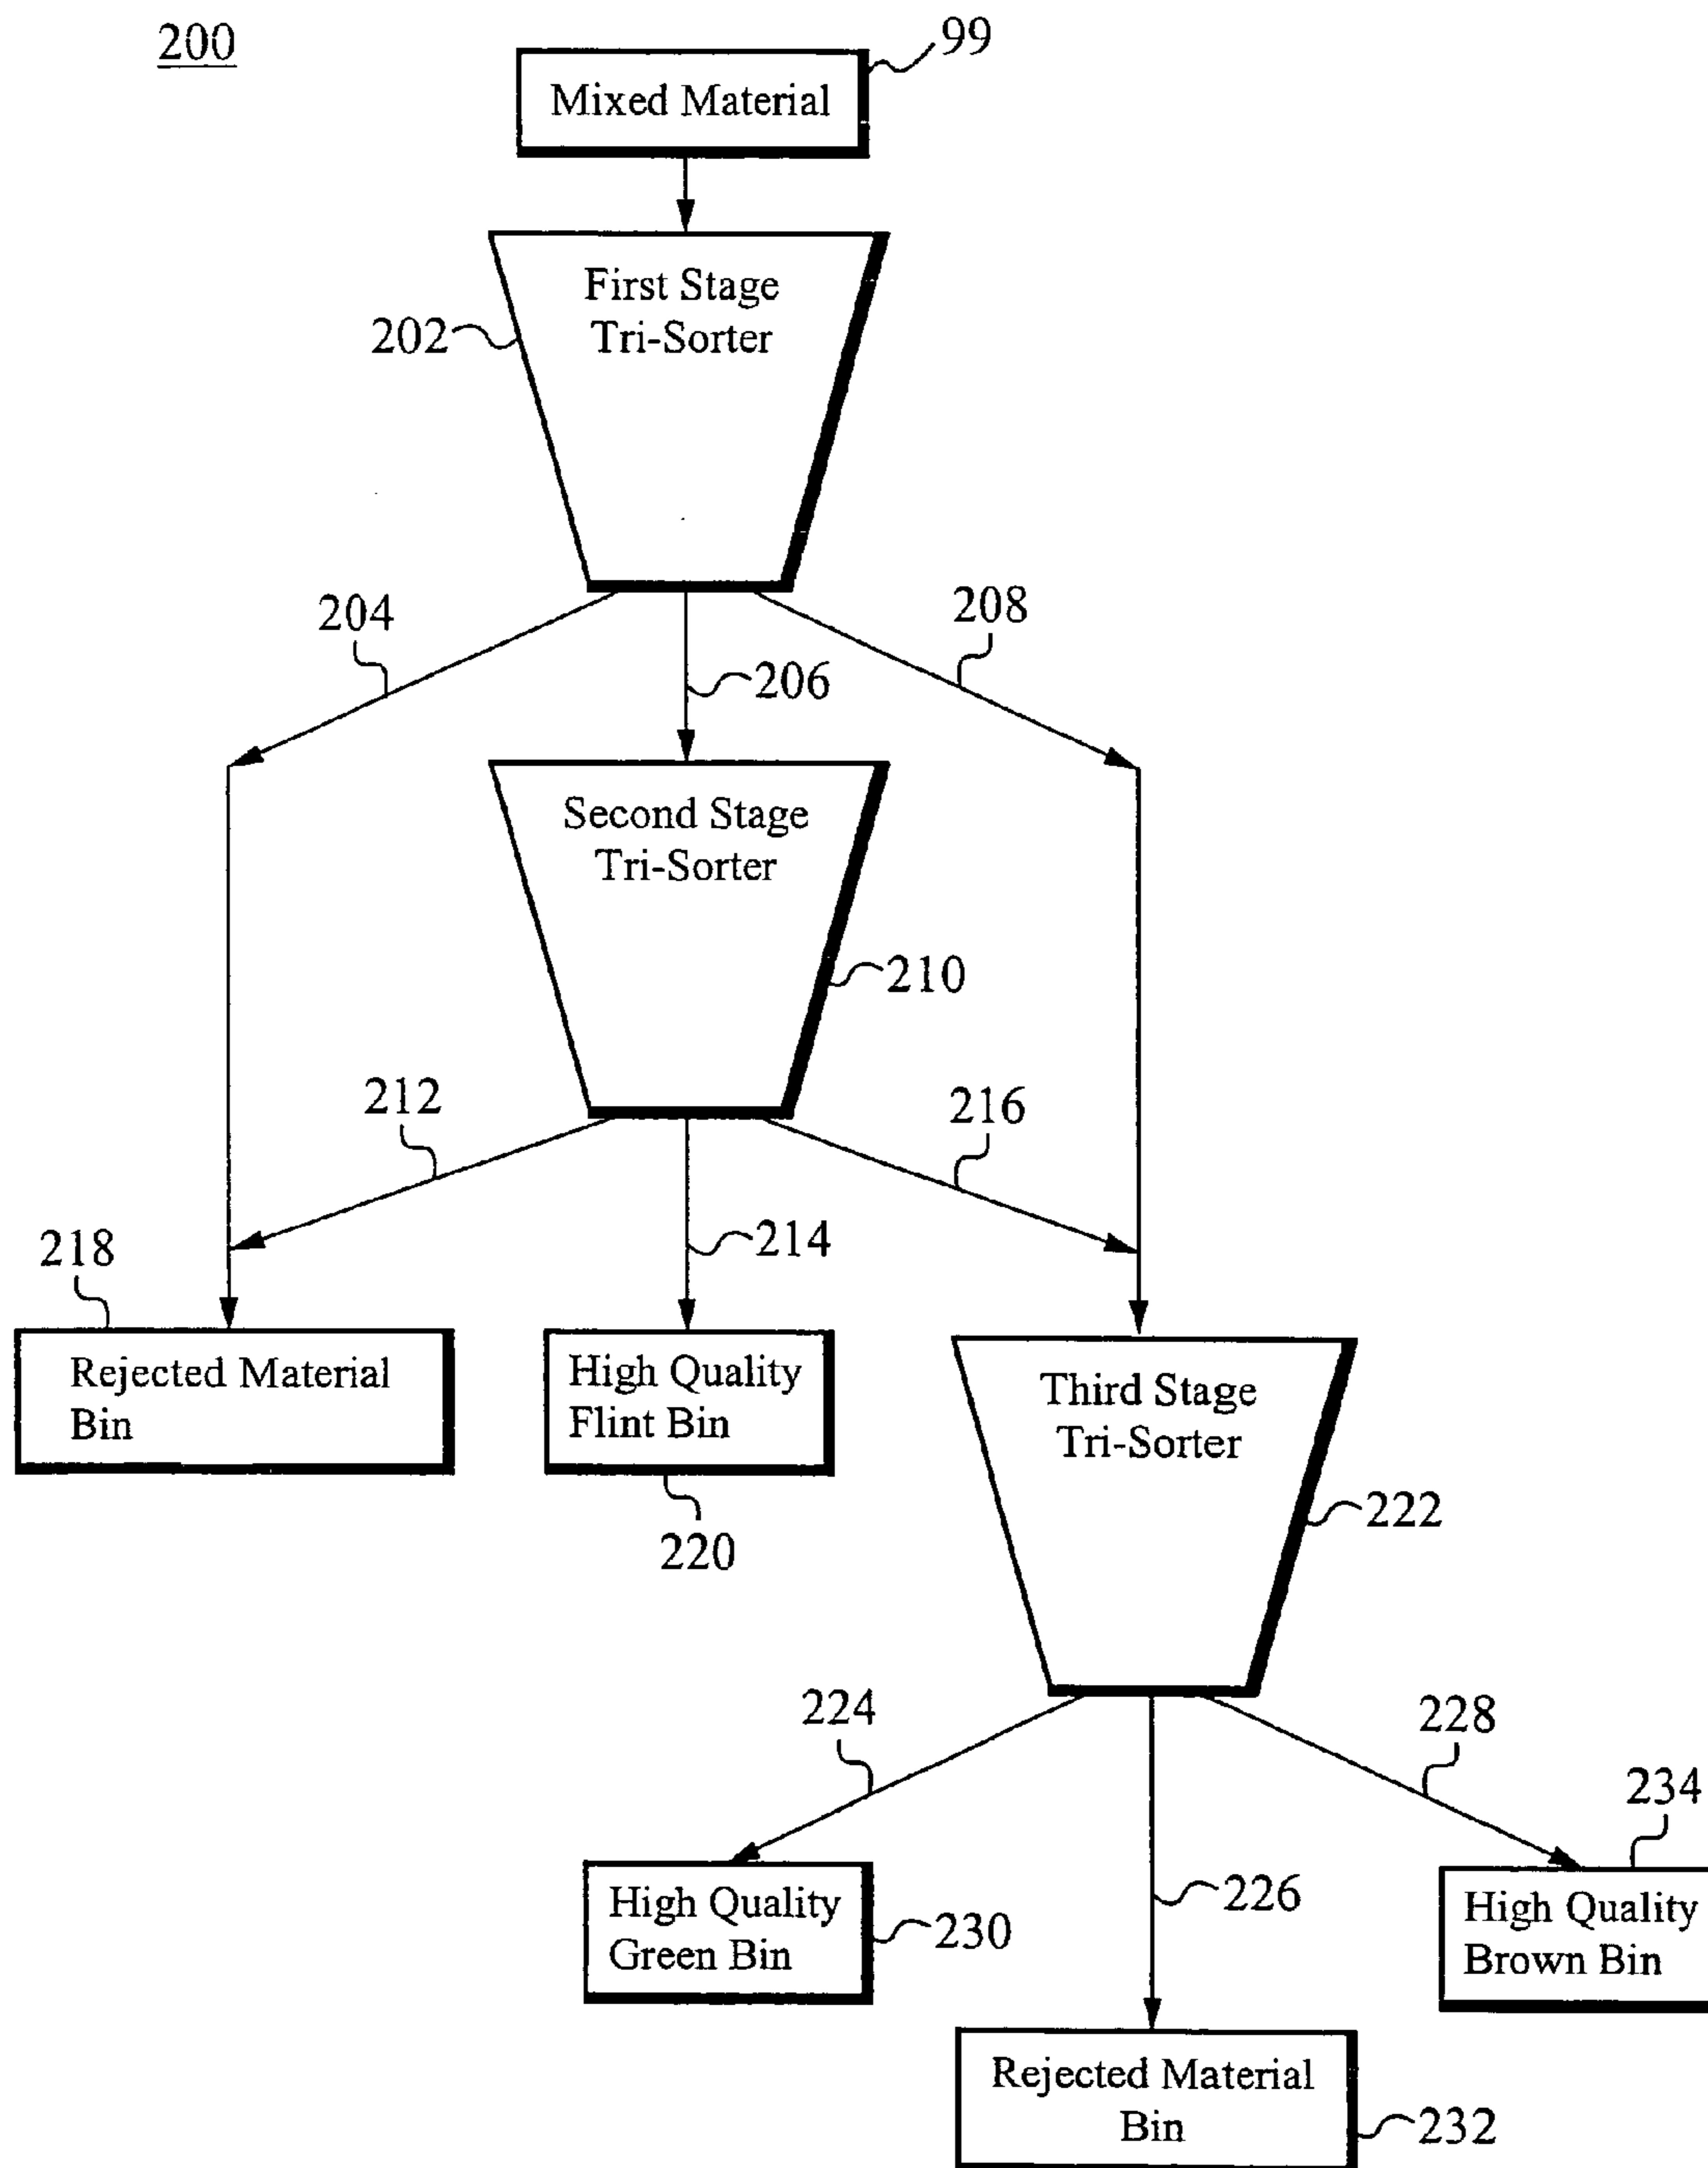 200
99
Mixed Material
First Stage
Tri-Sorter
202
204
208
206
Second Stage
Tri-Sorter
210
212
216
214
218
Rejected Material
Bin
High Quality
Flint Bin
220
Third Stage
Tri-Sorter
222
224
228
234
226
High Quality
Green Bin
230
High Quality
Brown Bin
Rejected Material
Bin
232